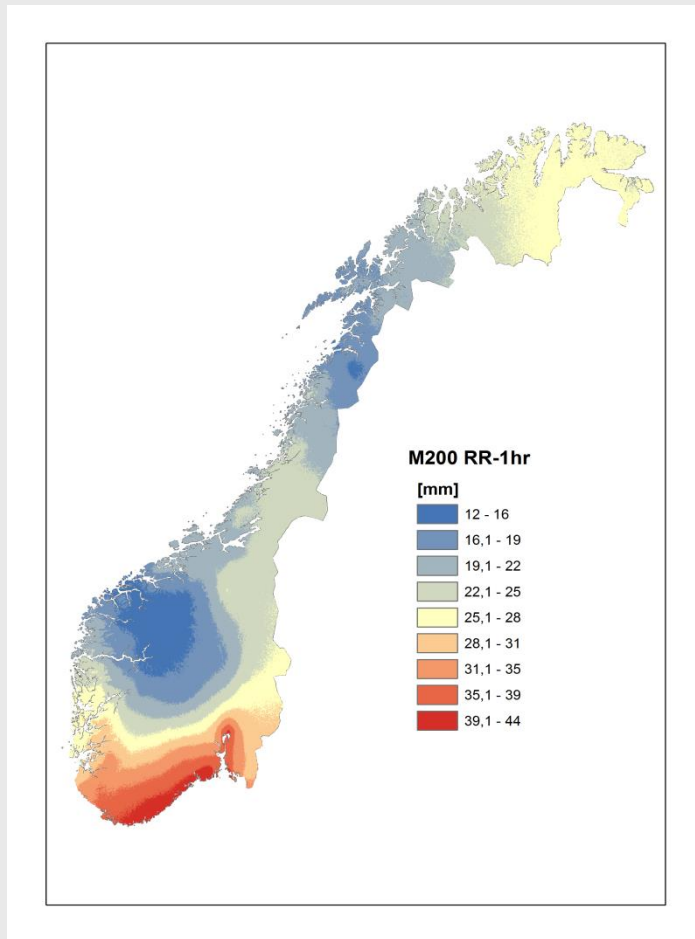 M200 RR-1hr
[mm]
12 - 16
16,1 - 19
19,1 - 22
22,1 - 25
25,1 - 28
28,1 - 31
31,1 - 35
35,1 - 39
39,1 - 44